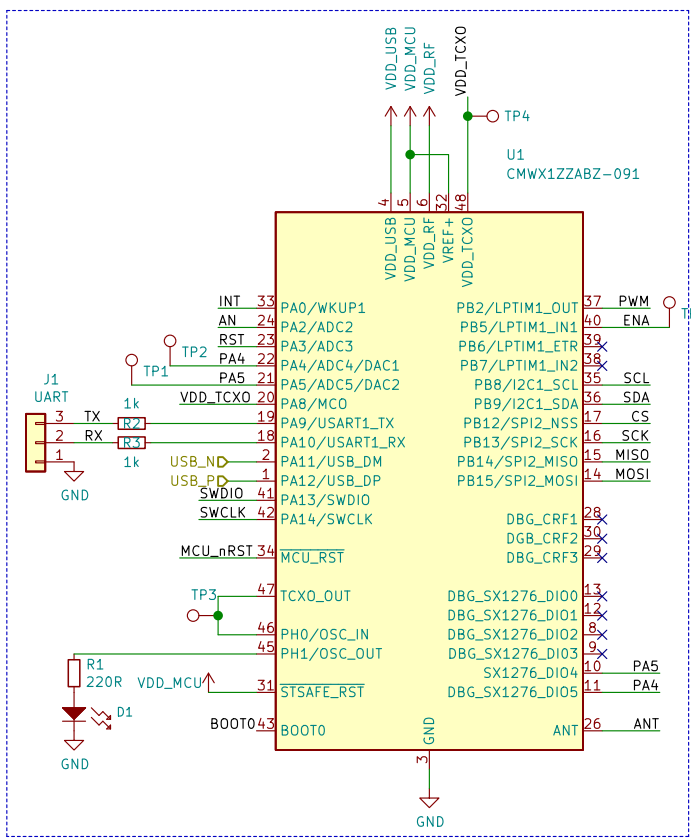 VDD_USB
VDD_MCU
VDD_RF
VDD_TCXO
TP4
U1
CMWX1ZZABZ-091
4
5
6
32
48
VDD_USB
VDD_MCU
VDD_RF
VREF+
VDD_TCXO
INT 33 PA0/WKUP1
AN 24 PA2/ADC2
RST 23 PA3/ADC3
TP2
PA4 22 PA4/ADC4/DAC1
TP1
PA5 21 PA5/ADC5/DAC2
VDD_TCXO 20 PA8/MCO
J1
UART
1k
3 TX R2 19 PA9/USART1_TX
2 RX R3 18 PA10/USART1_RX
1
1k
GND
USB_N 2 PA11/USB_DM
USB_P 1 PA12/USB_DP
SWDIO 41 PA13/SWDIO
SWCLK 42 PA14/SWCLK
MCU_nRST 34 MCU_RST
TP3
47 TCXO_OUT
46 PH0/OSC_IN
45 PH1/OSC_OUT
R1
220R
VDD_MCU
31 STSAFE_RST
D1
GND
BOOT0 43 BOOT0
PB2/LPTIM1_OUT 37 PWM
PB5/LPTIM1_IN1 40 ENA
PB6/LPTIM1_ETR 39
PB7/LPTIM1_IN2 38
PB8/I2C1_SCL 35 SCL
PB9/I2C1_SDA 36 SDA
PB12/SPI2_NSS 17 CS
PB13/SPI2_SCK 16 SCK
PB14/SPI2_MISO 15 MISO
PB15/SPI2_MOSI 14 MOSI
DBG_CRF1 28
DGB_CRF2 30
DBG_CRF3 29
DBG_SX1276_DIO0 13
DBG_SX1276_DIO1 12
DBG_SX1276_DIO2 8
DBG_SX1276_DIO3 9
SX1276_DIO4 10 PA5
DBG_SX1276_DIO5 11 PA4
ANT 26 ANT
GND
3
GND